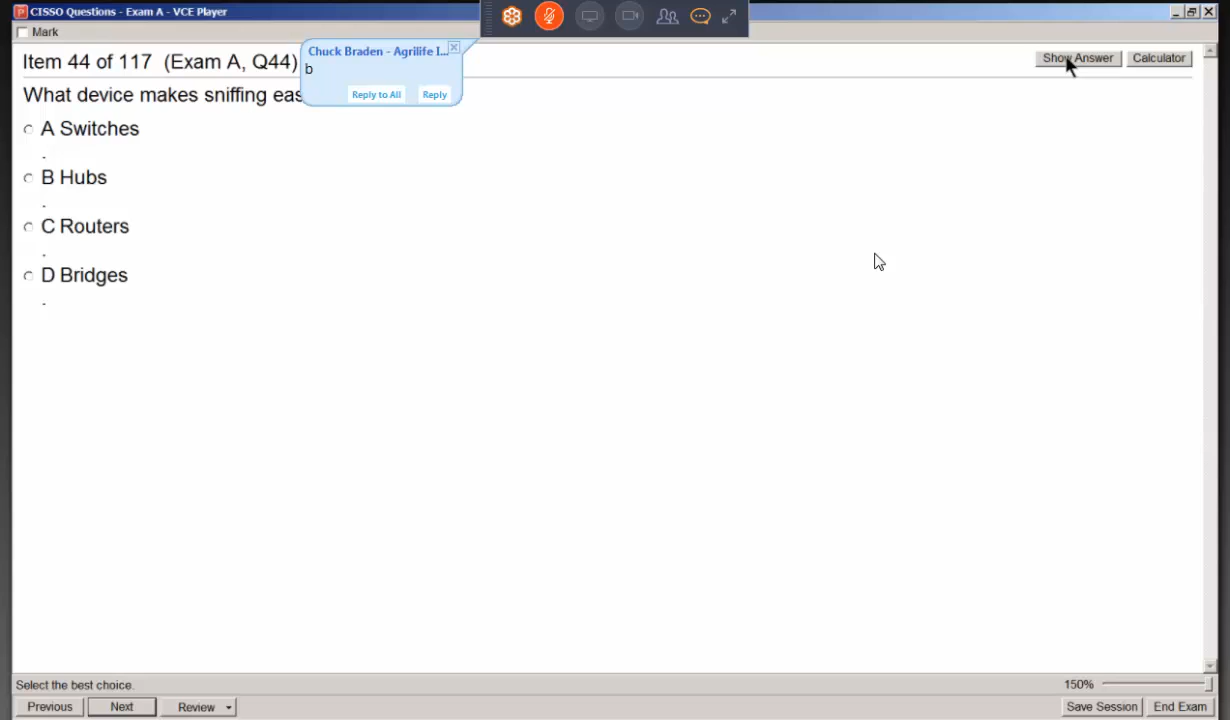 CISSO Questions - Exam A - VCE Player
Mark
Item 44 of 117 (Exam A, Q44)
Chuck Braden - Agrilife I...
b
Reply to All
Reply
Show Answer
Calculator
What device makes sniffing eas
A Switches
.
B Hubs
.
C Routers
.
D Bridges
.
Select the best choice.
150%
Previous
Next
Review
Save Session
End Exam